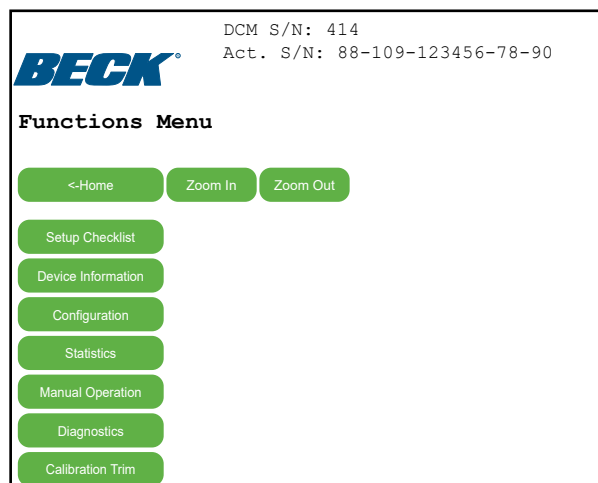 DCM S/N: 414
Act. S/N: 88-109-123456-78-90
BECK®
Functions Menu
<-Home Zoom In Zoom Out
Setup Checklist
Device Information
Configuration
Statistics
Manual Operation
Diagnostics
Calibration Trim